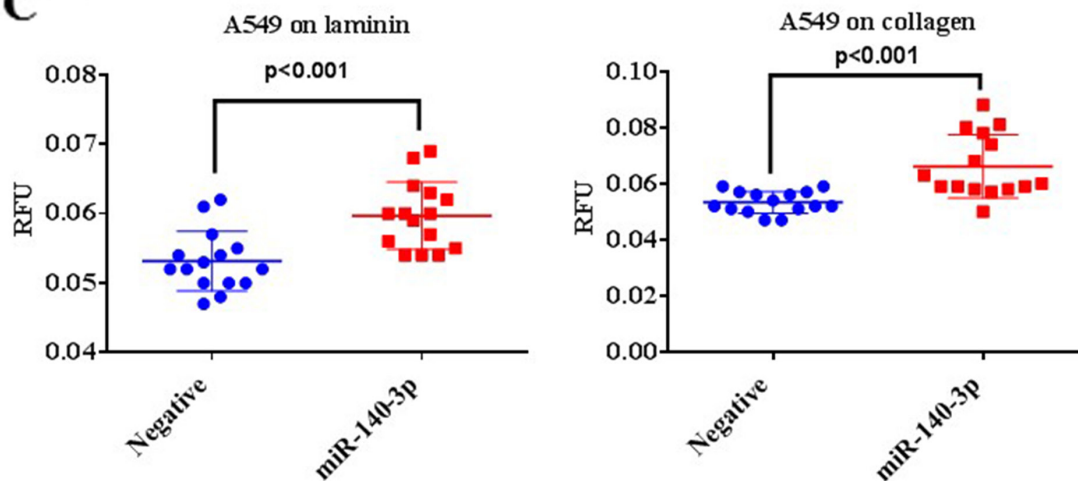 C
A549 on laminin
p<0.001
0.08
0.07
0.06
0.05
0.04
RFU
Negative
miR-140-3p
A549 on collagen
p<0.001
0.10
0.08
0.06
0.04
0.02
0.00
RFU
Negative
miR-140-3p